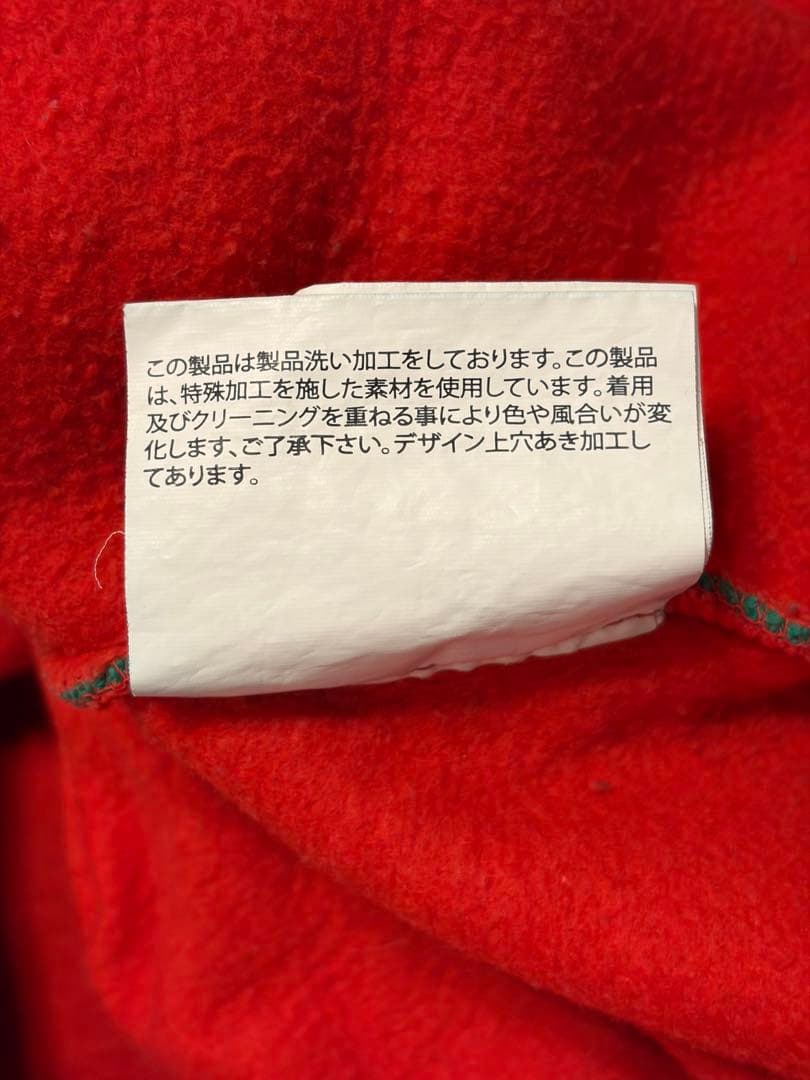 この製品は製品洗い加工をしております。この製品
は、特殊加工を施した素材を使用しています。着用
及びクリーニングを重ねる事により色や風合いが変
化します、ご了承下さい。デザイン上穴あき加工し
てあります。